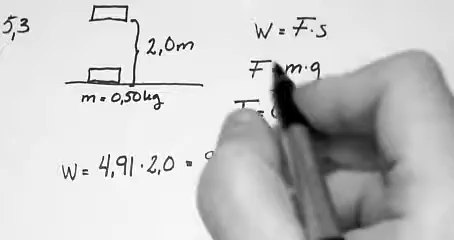 5,3
2,0m
m = 0,50kg
W = F·s
F m·g
W = 4,91·2,0 =